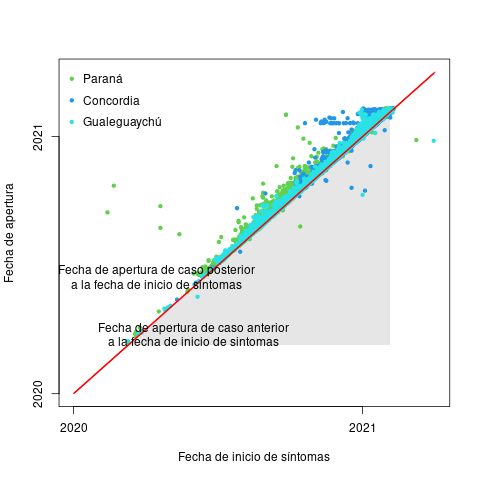 Paraná
Concordia
Gualeguaychú
2021
Fecha de apertura
Fecha de apertura de caso posterior
a la fecha de inicio de síntomas
Fecha de apertura de caso anterior
a la fecha de inicio de síntomas
2020
2020
2021
Fecha de inicio de síntomas